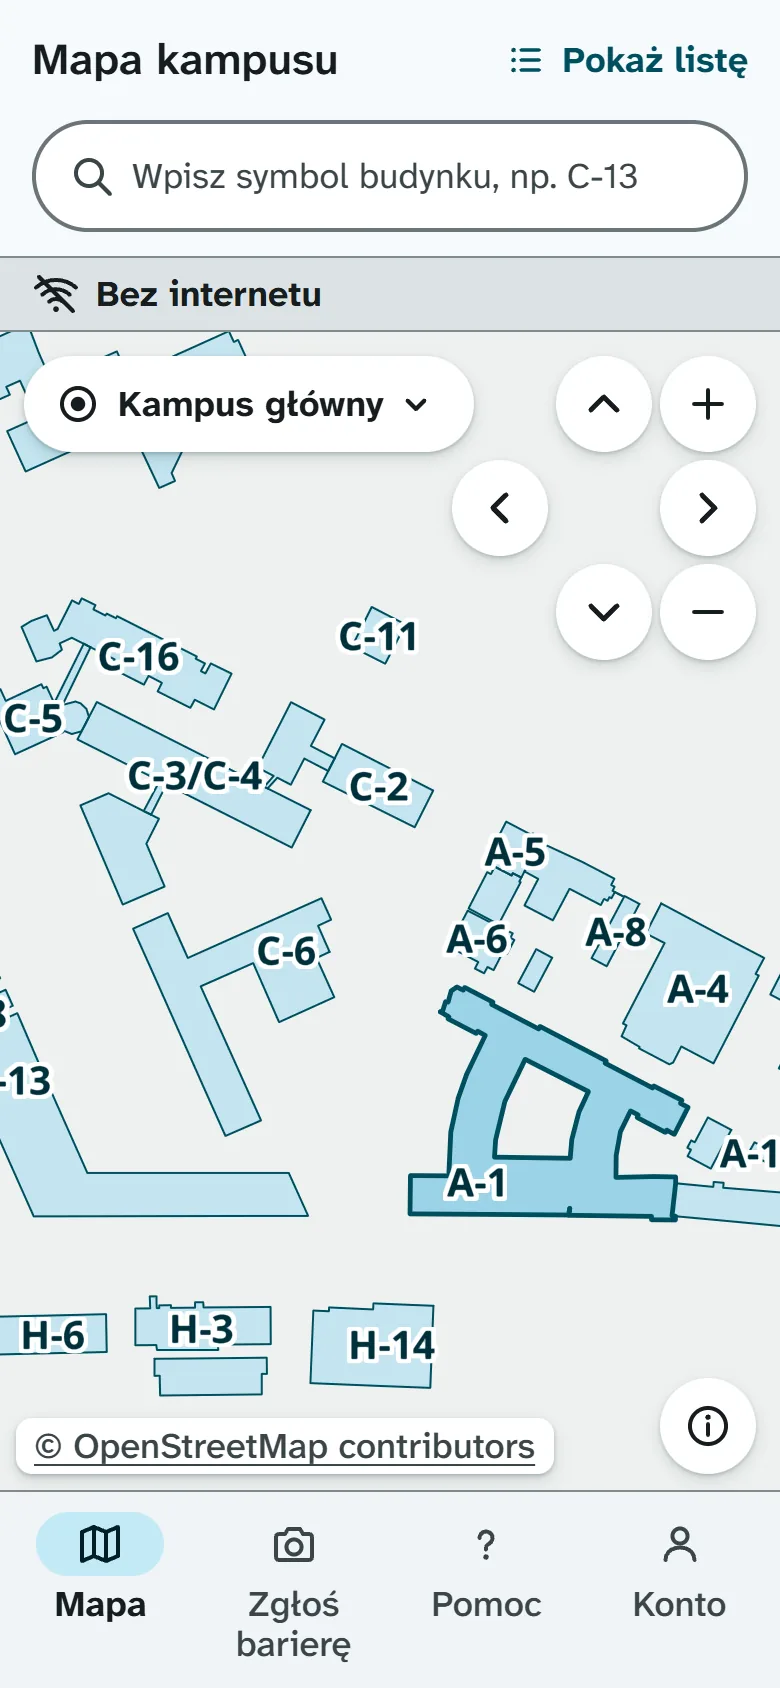 Mapa kampusu
Pokaż listę
Wpisz symbol budynku, np. C-13
Bez internetu
Kampus główny
C-11
C-16
C-5
C-3/C-4
C-2
A-5
A-6
A-8
C-6
A-4
-13
A-1
A-1
H-6
H-3
H-14
© OpenStreetMap contributors
Mapa
Zgłoś
barierę
Pomoc
Konto